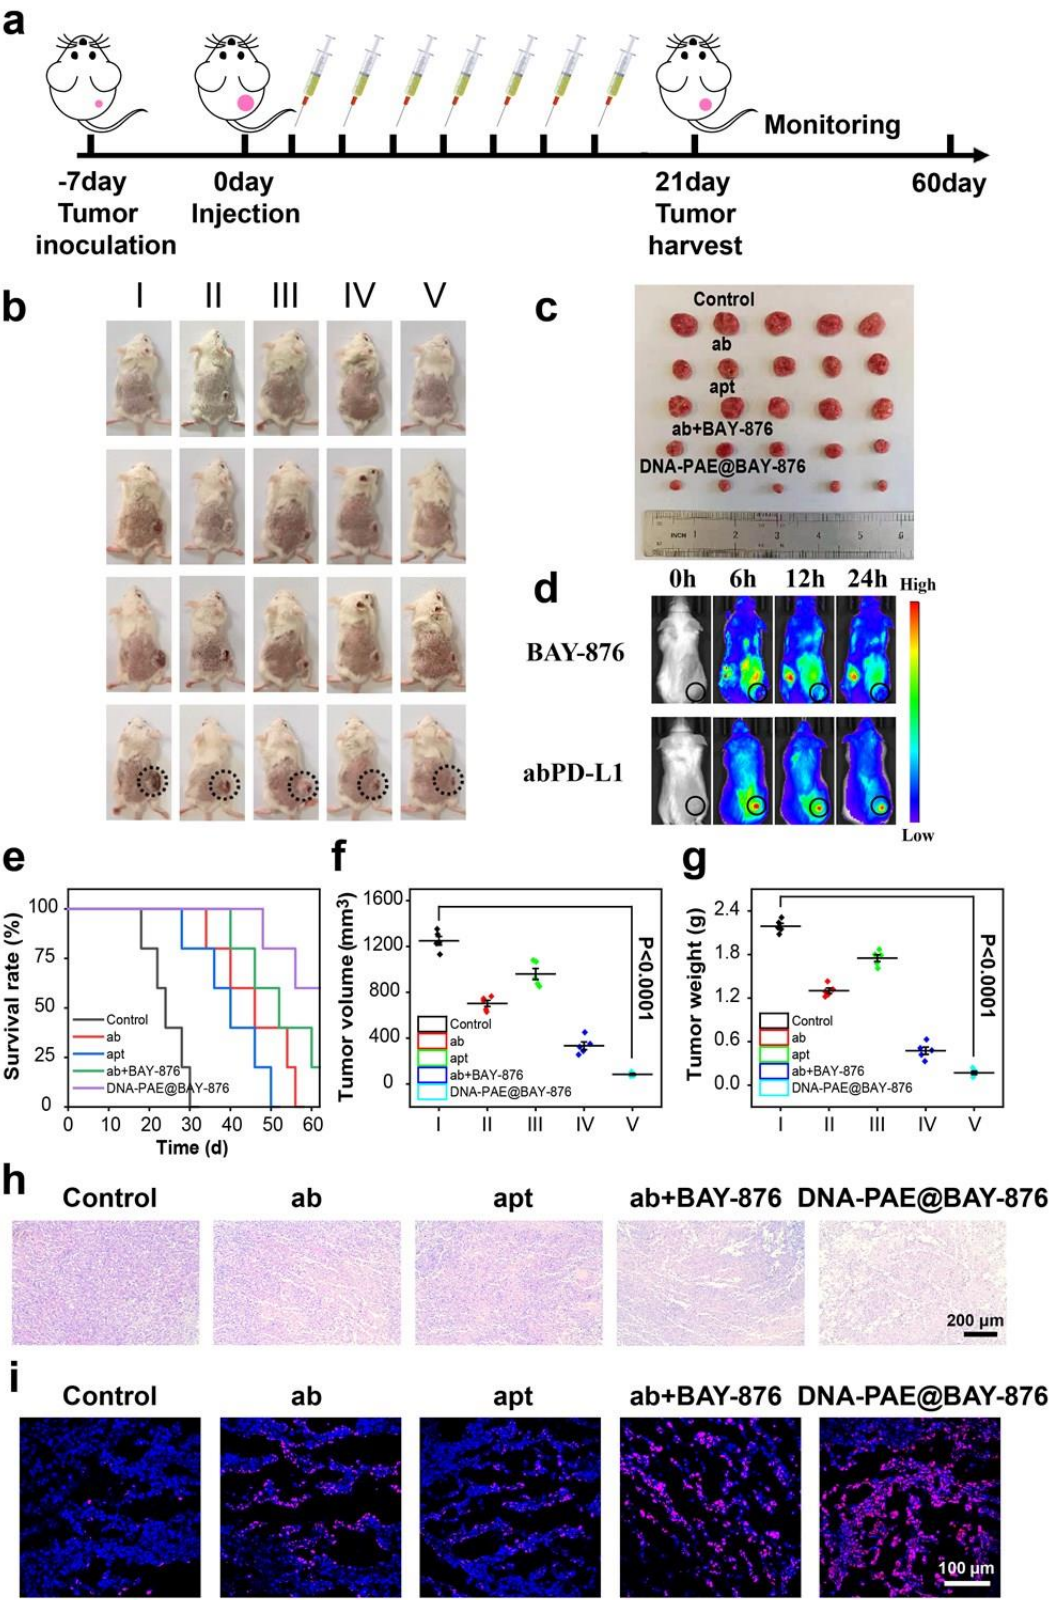 a
Monitoring
-7day
Tumor
inoculation
0day
Injection
21day
Tumor
harvest
60day
b
I II III IV V
c
Control
ab
apt
ab+BAY-876
DNA-PAE@BAY-876
1 2 3 4 5 6
d
0h 6h 12h 24h
High
BAY-876
abPD-L1
Low
e
Survival rate (%)
100
75
50
25
0
Control
ab
apt
ab+BAY-876
DNA-PAE@BAY-876
0 10 20 30 40 50 60
Time (d)
f
Tumor volume (mm³)
1600
1200
800
400
0
P<0.0001
Control
ab
apt
ab+BAY-876
DNA-PAE@BAY-876
I II III IV V
g
Tumor weight (g)
2.4
1.8
1.2
0.6
0.0
P<0.0001
Control
ab
apt
ab+BAY-876
DNA-PAE@BAY-876
I II III IV V
h
Control ab apt ab+BAY-876 DNA-PAE@BAY-876
200 µm
i
Control ab apt ab+BAY-876 DNA-PAE@BAY-876
100 µm